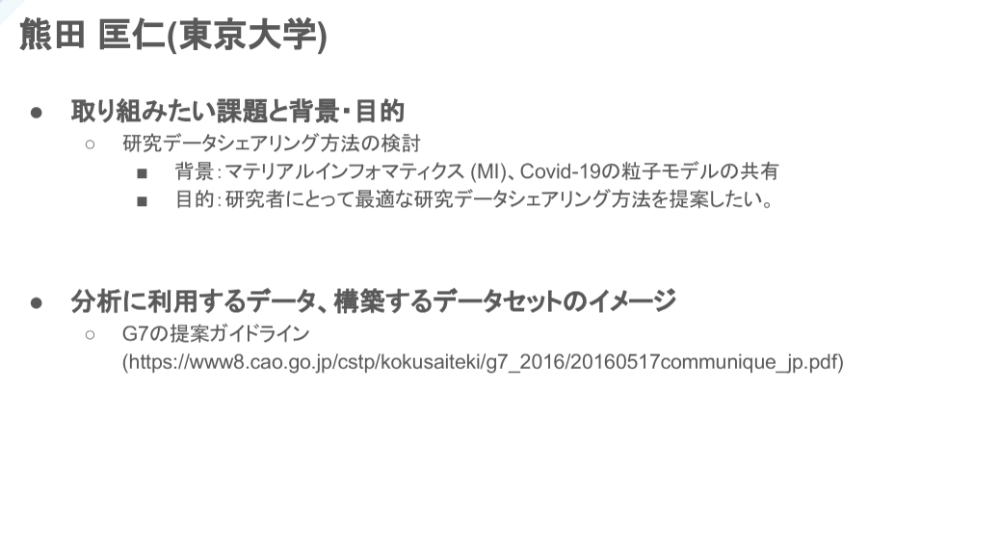 熊田 匡仁(東京大学)
● 取り組みたい課題と背景・目的
○ 研究データシェアリング方法の検討
■ 背景：マテリアルインフォマティクス (MI)、Covid-19の粒子モデルの共有
■ 目的：研究者にとって最適な研究データシェアリング方法を提案したい。
● 分析に利用するデータ、構築するデータセットのイメージ
○ G7の提案ガイドライン
(https://www8.cao.go.jp/cstp/kokusaiteki/g7_2016/20160517communique_jp.pdf)